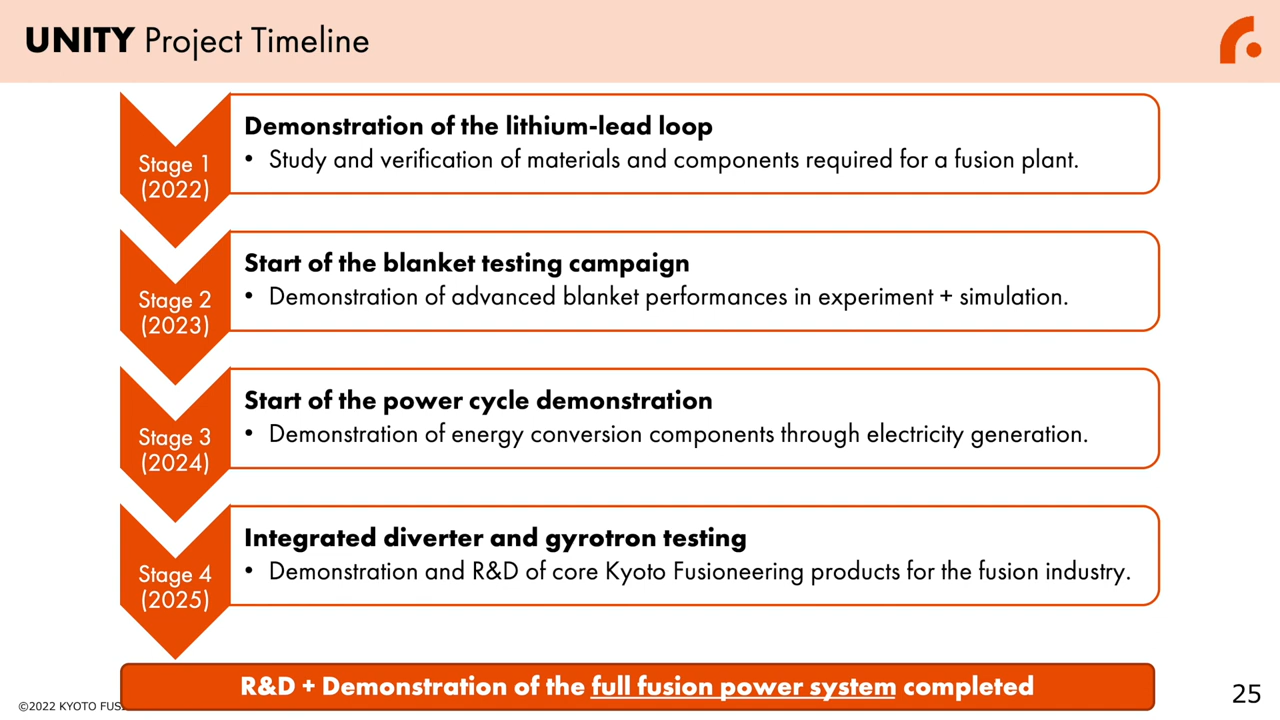 UNITY Project Timeline
Stage 1
(2022)
Demonstration of the lithium-lead loop
• Study and verification of materials and components required for a fusion plant.
Stage 2
(2023)
Start of the blanket testing campaign
• Demonstration of advanced blanket performances in experiment + simulation.
Stage 3
(2024)
Start of the power cycle demonstration
• Demonstration of energy conversion components through electricity generation.
Stage 4
(2025)
Integrated diverter and gyrotron testing
• Demonstration and R&D of core Kyoto Fusioneering products for the fusion industry.
R&D + Demonstration of the full fusion power system completed
©2022 KYOTO
25